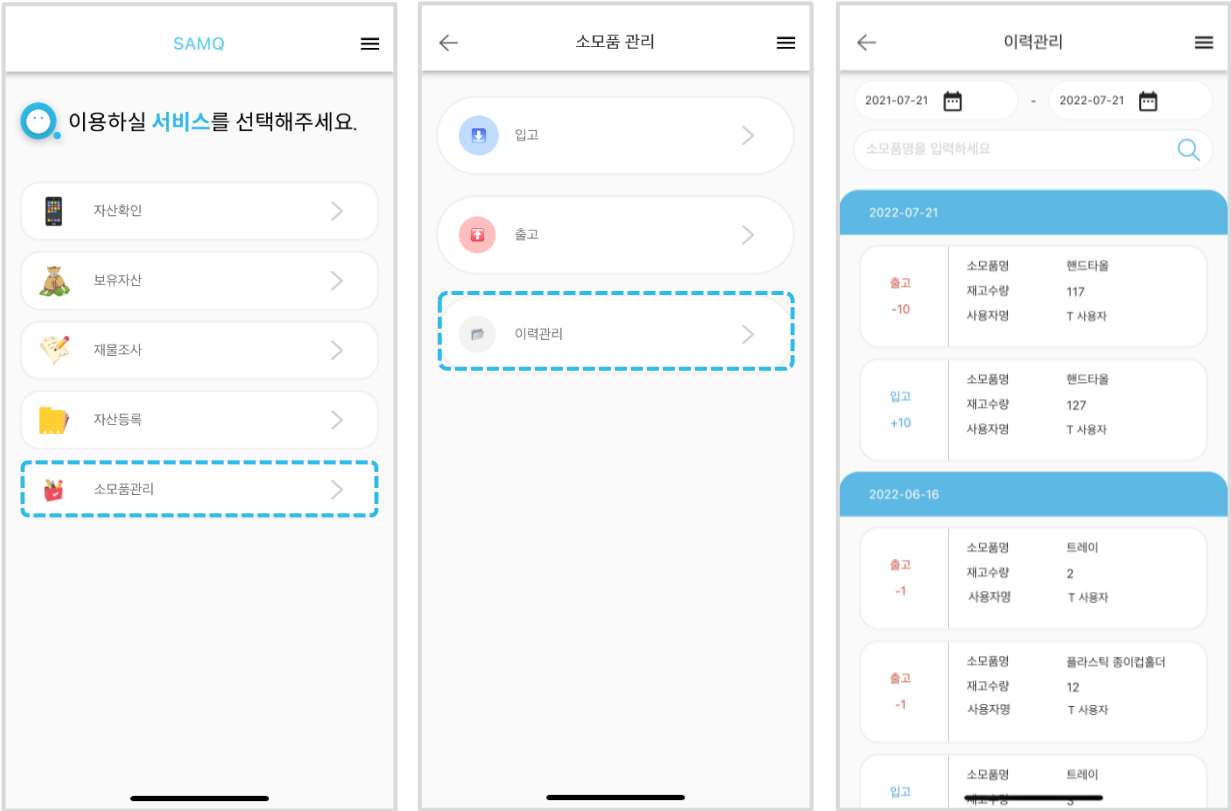 SAMQ
이용하실 서비스를 선택해주세요.
자산확인
보유자산
재물조사
자산등록
소모품관리
소모품 관리
입고
출고
이력관리
이력관리
2021-07-21 - 2022-07-21
소모품명을 입력하세요
2022-07-21
출고
-10
소모품명 핸드타올
재고수량 117
사용자명 T 사용자
입고
+10
소모품명 핸드타올
재고수량 127
사용자명 T 사용자
2022-06-16
출고
-1
소모품명 트레이
재고수량 2
사용자명 T 사용자
출고
-1
소모품명 플라스틱 종이컵홀더
재고수량 12
사용자명 T 사용자
입고
소모품명 트레이
재고수량 3